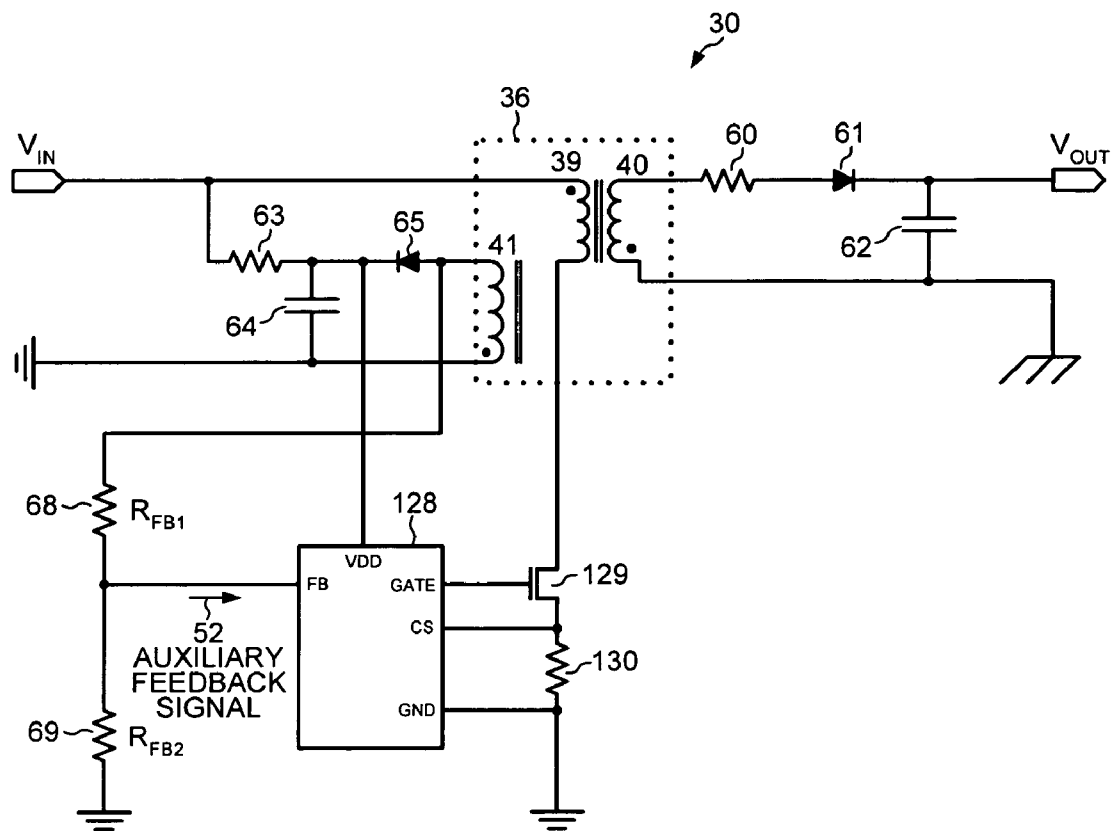 30
36
V_IN
39
40
60
61
V_OUT
63
65
41
62
64
68
R_FB1
128
VDD
FB
GATE
129
52
CS
AUXILIARY
FEEDBACK
SIGNAL
130
GND
69
R_FB2